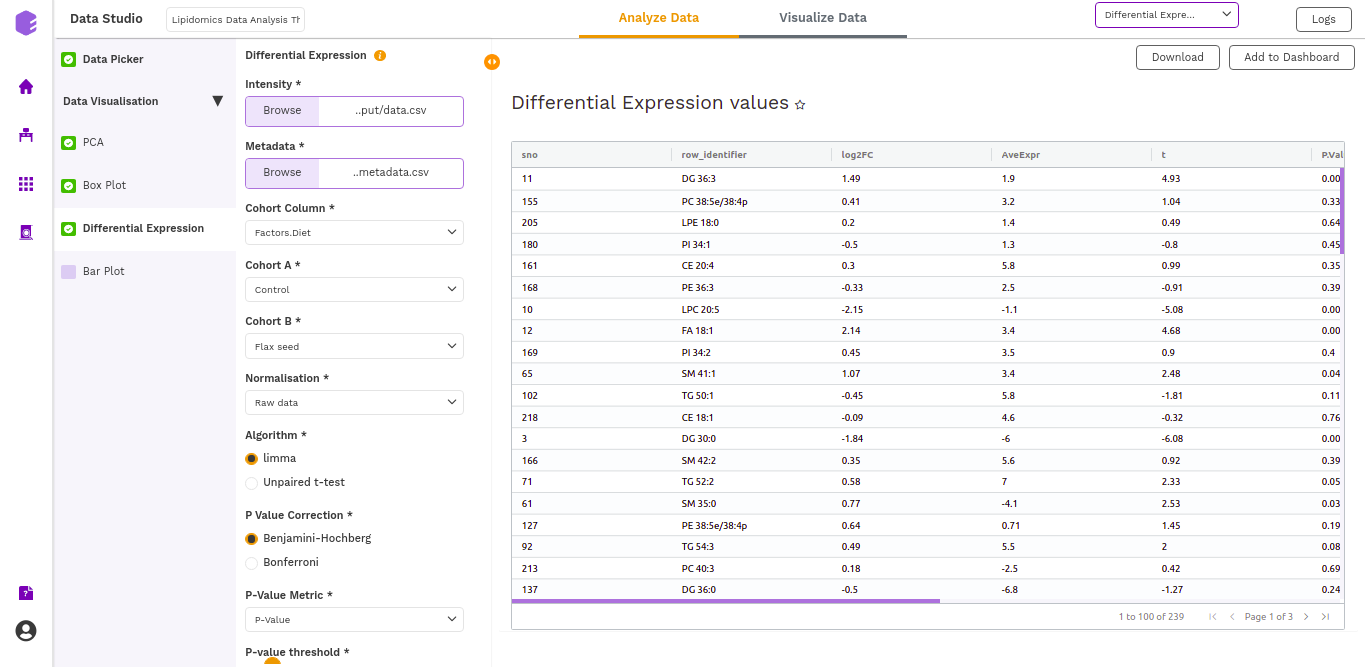 Data Studio
Lipidomics Data Analysis Th
Analyze Data
Visualize Data
Differential Expre...
Logs
Data Picker
Data Visualisation
PCA
Box Plot
Differential Expression
Bar Plot
Differential Expression
Intensity *
Browse ..put/data.csv
Metadata *
Browse ..metadata.csv
Cohort Column *
Factors.Diet
Cohort A *
Control
Cohort B *
Flax seed
Normalisation *
Raw data
Algorithm *
limma
Unpaired t-test
P Value Correction *
Benjamini-Hochberg
Bonferroni
P-Value Metric *
P-Value
P-value threshold *
Download
Add to Dashboard
Differential Expression values
sno row_identifier log2FC AveExpr t P.Val
11 DG 36:3 1.49 1.9 4.93 0.00
155 PC 38:5e/38:4p 0.41 3.2 1.04 0.33
205 LPE 18:0 0.2 1.4 0.49 0.64
180 PI 34:1 -0.5 1.3 -0.8 0.45
161 CE 20:4 0.3 5.8 0.99 0.35
168 PE 36:3 -0.33 2.5 -0.91 0.39
10 LPC 20:5 -2.15 -1.1 -5.08 0.00
12 FA 18:1 2.14 3.4 4.68 0.00
169 PI 34:2 0.45 3.5 0.9 0.4
65 SM 41:1 1.07 3.4 2.48 0.04
102 TG 50:1 -0.45 5.8 -1.81 0.11
218 CE 18:1 -0.09 4.6 -0.32 0.76
3 DG 30:0 -1.84 -6 -6.08 0.00
166 SM 42:2 0.35 5.6 0.92 0.39
71 TG 52:2 0.58 7 2.33 0.05
61 SM 35:0 0.77 -4.1 2.53 0.03
127 PE 38:5e/38:4p 0.64 0.71 1.45 0.19
92 TG 54:3 0.49 5.5 2 0.08
213 PC 40:3 0.18 -2.5 0.42 0.69
137 DG 36:0 -0.5 -6.8 -1.27 0.24
1 to 100 of 239 Page 1 of 3